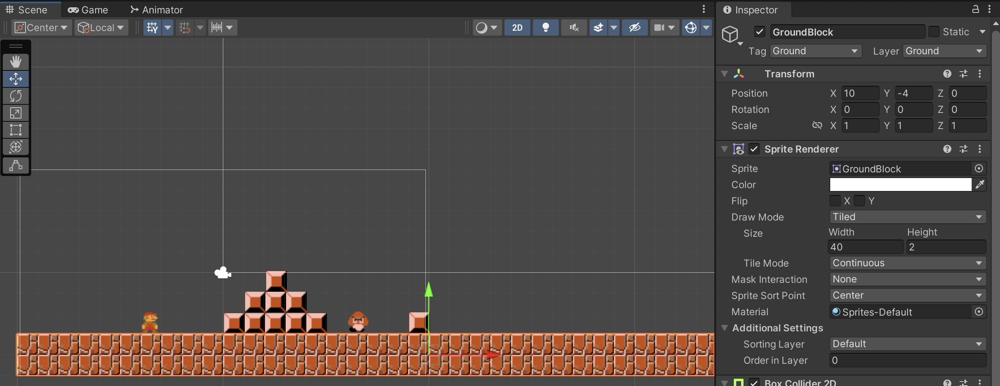 Scene Game Animator
Center Local 2D
Inspector
GroundBlock Static
Tag Ground Layer Ground
Transform
Position X 10 Y -4 Z 0
Rotation X 0 Y 0 Z 0
Scale X 1 Y 1 Z 1
Sprite Renderer
Sprite GroundBlock
Color
Flip X Y
Draw Mode Tiled
Size Width Height
40 2
Tile Mode Continuous
Mask Interaction None
Sprite Sort Point Center
Material Sprites-Default
Additional Settings
Sorting Layer Default
Order in Layer 0
Box Collider 2D